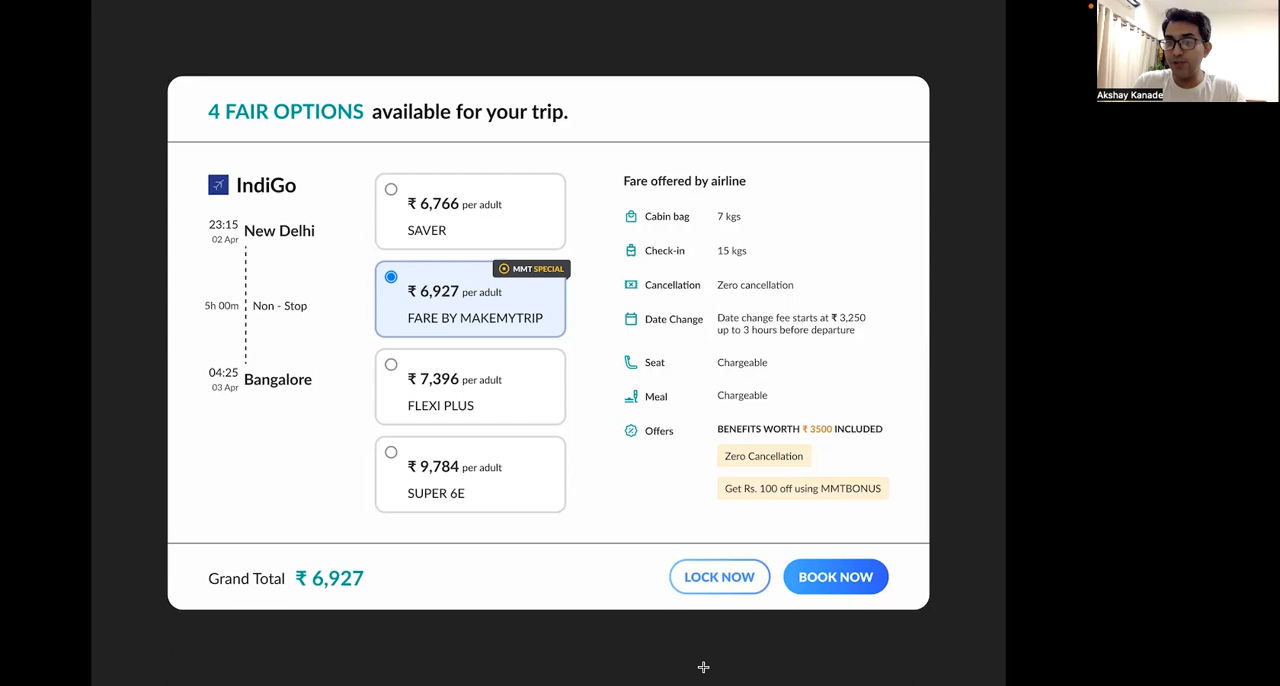 Akshay Kanade
4 FAIR OPTIONS available for your trip.
IndiGo
23:15
02 Apr
New Delhi
5h 00m
Non - Stop
04:25
03 Apr
Bangalore
₹ 6,766 per adult
SAVER
MMT SPECIAL
₹ 6,927 per adult
FARE BY MAKEMYTRIP
₹ 7,396 per adult
FLEXI PLUS
₹ 9,784 per adult
SUPER 6E
Fare offered by airline
Cabin bag 7 kgs
Check-in 15 kgs
Cancellation Zero cancellation
Date Change Date change fee starts at ₹ 3,250
up to 3 hours before departure
Seat Chargeable
Meal Chargeable
Offers BENEFITS WORTH ₹ 3500 INCLUDED
Zero Cancellation
Get Rs. 100 off using MMTBONUS
Grand Total ₹ 6,927
LOCK NOW
BOOK NOW